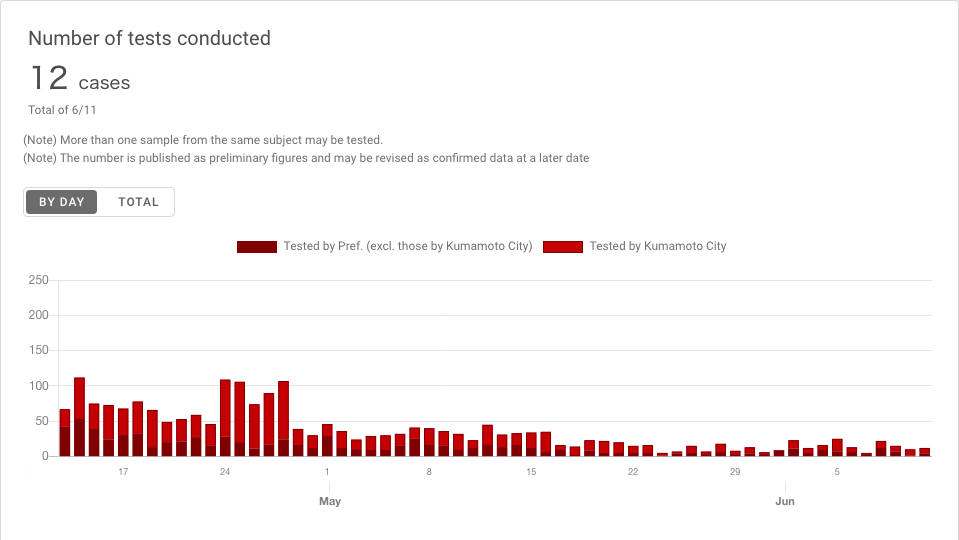 Number of tests conducted
12 cases
Total of 6/11
(Note) More than one sample from the same subject may be tested.
(Note) The number is published as preliminary figures and may be revised as confirmed data at a later date
BY DAY TOTAL
Tested by Pref. (excl. those by Kumamoto City) Tested by Kumamoto City
250
200
150
100
50
0
17 24 1 8 15 22 29 5
May Jun